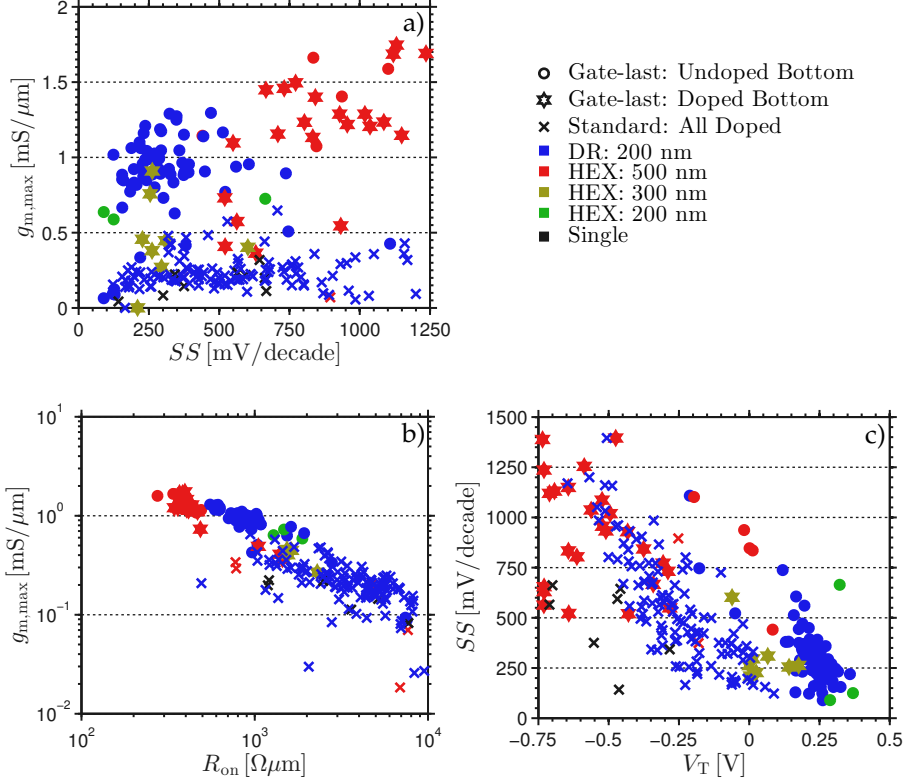 a)
2
1.5
1
0.5
0
g_m,max [mS/μm]
0 250 500 750 1000 1250
SS [mV/decade]
Gate-last: Undoped Bottom
Gate-last: Doped Bottom
Standard: All Doped
DR: 200 nm
HEX: 500 nm
HEX: 300 nm
HEX: 200 nm
Single
b)
10^1
10^0
10^-1
10^-2
g_m,max [mS/μm]
10^2 10^3 10^4
R_on [Ωμm]
c)
1500
1250
1000
750
500
250
0
SS [m V/decade]
−0.75 −0.5 −0.25 0 0.25 0.5
V_T [V]